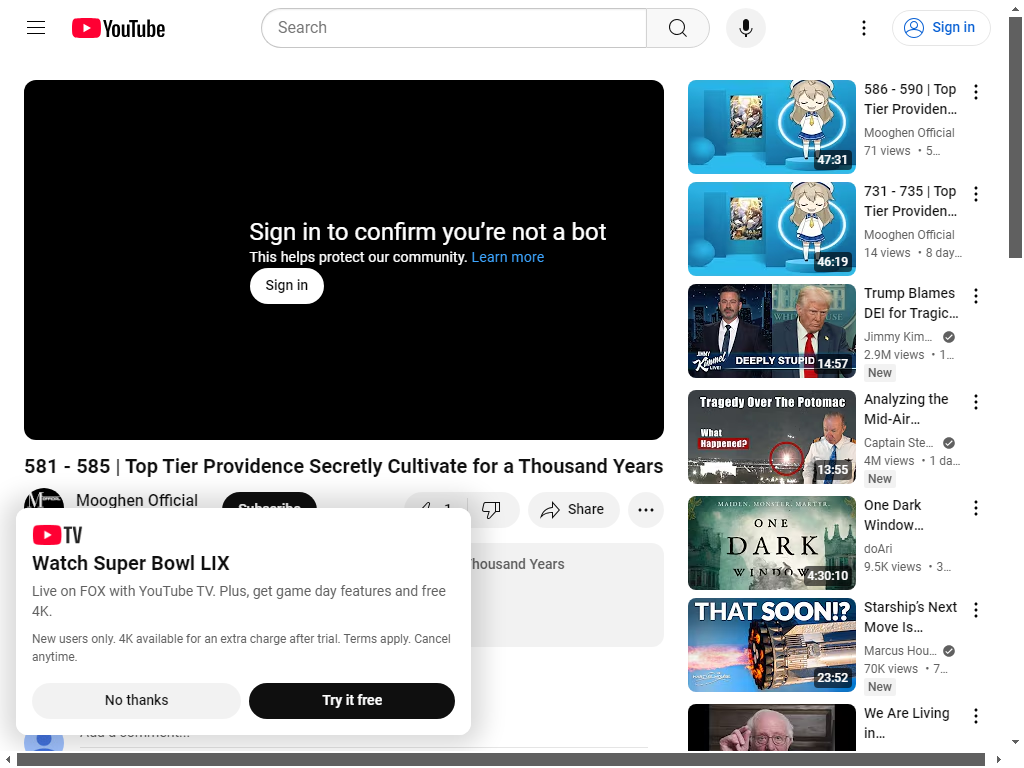 YouTube
Search
Sign in
Sign in to confirm you're not a bot
This helps protect our community. Learn more
Sign in
581 - 585 | Top Tier Providence Secretly Cultivate for a Thousand Years
Mooghen Official
Subscribe
1
Share
Thousand Years
TV
Watch Super Bowl LIX
Live on FOX with YouTube TV. Plus, get game day features and free
4K.
New users only. 4K available for an extra charge after trial. Terms apply. Cancel
anytime.
No thanks
Try it free
Add a comment...
47:31
586 - 590 | Top
Tier Providen...
Mooghen Official
71 views • 5...
46:19
731 - 735 | Top
Tier Providen...
Mooghen Official
14 views • 8 day...
JIMMY
Kimmel
LIVE!
DEEPLY STUPID
14:57
Trump Blames
DEI for Tragic...
Jimmy Kim...
2.9M views • 1...
New
Tragedy Over The Potomac
What
Happened?
13:55
Analyzing the
Mid-Air...
Captain Ste...
4M views • 1 da...
New
MAIDEN. MONSTER. MARTYR.
ONE
DARK
WINDOW
4:30:10
One Dark
Window...
doAri
9.5K views • 3...
THAT SOON!?
23:52
Starship's Next
Move Is...
Marcus Hou...
70K views • 7...
New
We Are Living
in...